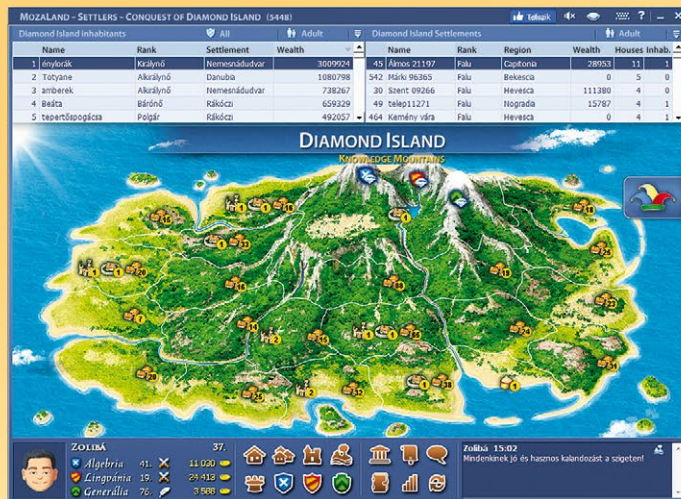 MOZALAND - SETTLERS - CONQUEST OF DIAMOND ISLAND (5448)
Tetszik
?
Diamond Island Inhabitants All Adult
Name Rank Settlement Wealth
1 énylorák Királynő Nemesnádudvar 3009924
2 Totyane Alkirálynő Danubia 1080798
3 amberek Alkirálynő Nemesnádudvar 738267
4 Beáta Bárónő Rákóczi 659329
5 tepertőspogácsa Polgár Rákóczi 492057
Diamond Island Settlements Adult
Name Rank Region Wealth Houses Inhab.
45 Álmos 21197 Falu Capitonia 28953 11 1
542 Márki 96365 Falu Bekescca 0 5 0
30 Szent 09266 Falu Hevesca 111380 4 0
49 telep11271 Falu Nogradia 15787 4 1
464 Kemény vára Falu Hevesca 0 4 1
DIAMOND ISLAND
KNOWLEDGE MOUNTAINS
ZOLIBÁ 37.
Algebria 41. 11 030
Lingvánia 19. 24 413
Generália 76. 3 588
Zolibá 15:02
Mindenkinek jó és hasznos kalandozást a szigeten!